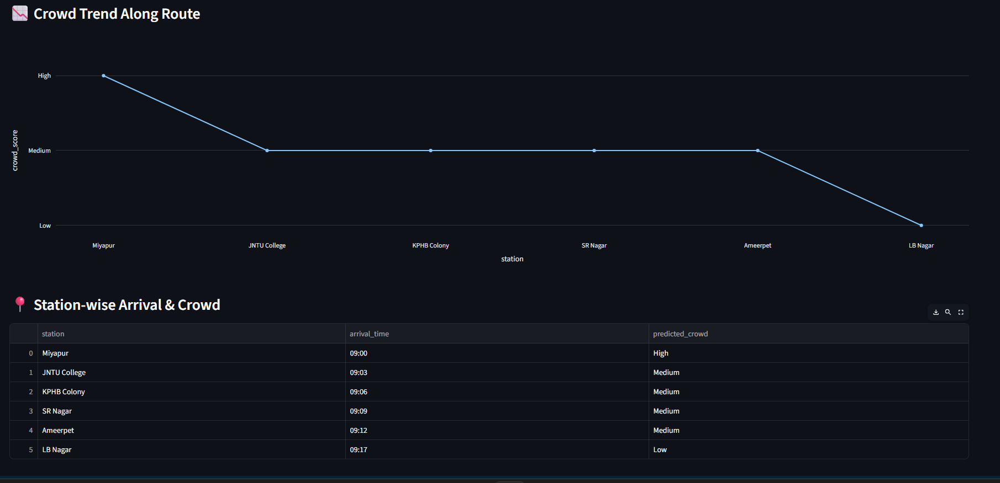 Crowd Trend Along Route
High
Medium
Low
crowd_score
Miyapur JNTU College KPHB Colony SR Nagar Ameerpet LB Nagar
station
Station-wise Arrival & Crowd
station arrival_time predicted_crowd
0 Miyapur 09:00 High
1 JNTU College 09:03 Medium
2 KPHB Colony 09:06 Medium
3 SR Nagar 09:09 Medium
4 Ameerpet 09:12 Medium
5 LB Nagar 09:17 Low